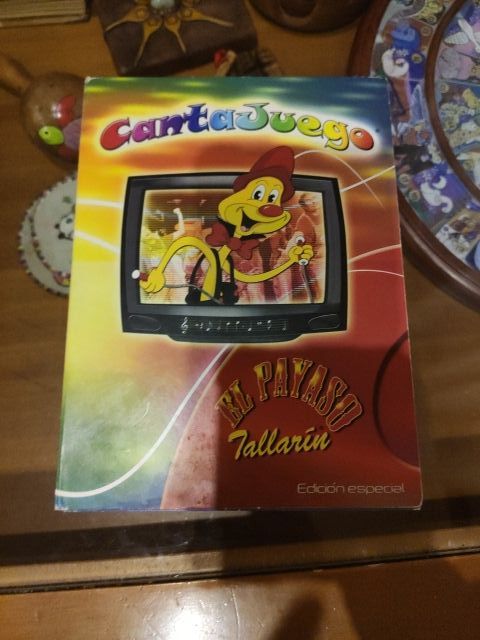 CantaJuego
EL PAYASO
Tallarín
Edición especial